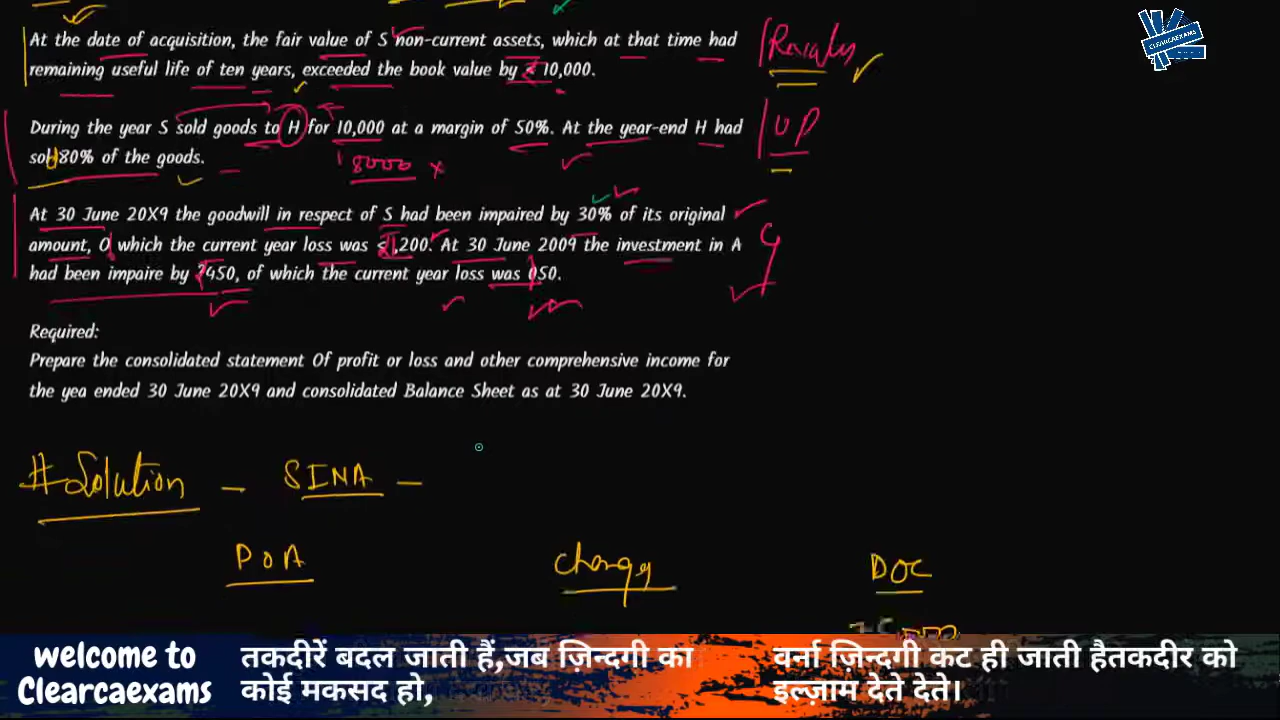 At the date of acquisition, the fair value of S non-current assets, which at that time had
remaining useful life of ten years, exceeded the book value by ₹ 10,000.
During the year S sold goods to H for 10,000 at a margin of 50%. At the year-end H had
sold 80% of the goods.
UP
8000 x
At 30 June 20X9 the goodwill in respect of S had been impaired by 30% of its original
amount, Of which the current year loss was ₹1,200. At 30 June 2009 the investment in A
had been impaire by ₹450, of which the current year loss was 150.
Required:
Prepare the consolidated statement Of profit or loss and other comprehensive income for
the yea ended 30 June 20X9 and consolidated Balance Sheet as at 30 June 20X9.
# Solution - SINA -
DOA
DOC
CLEARCAEXAMS
welcome to
Clearcaexams
तकदीरें बदल जाती हैं,जब ज़िन्दगी का
कोई मकसद हो,
वर्ना ज़िन्दगी कट ही जाती हैतकदीर को
इल्ज़ाम देते देते।